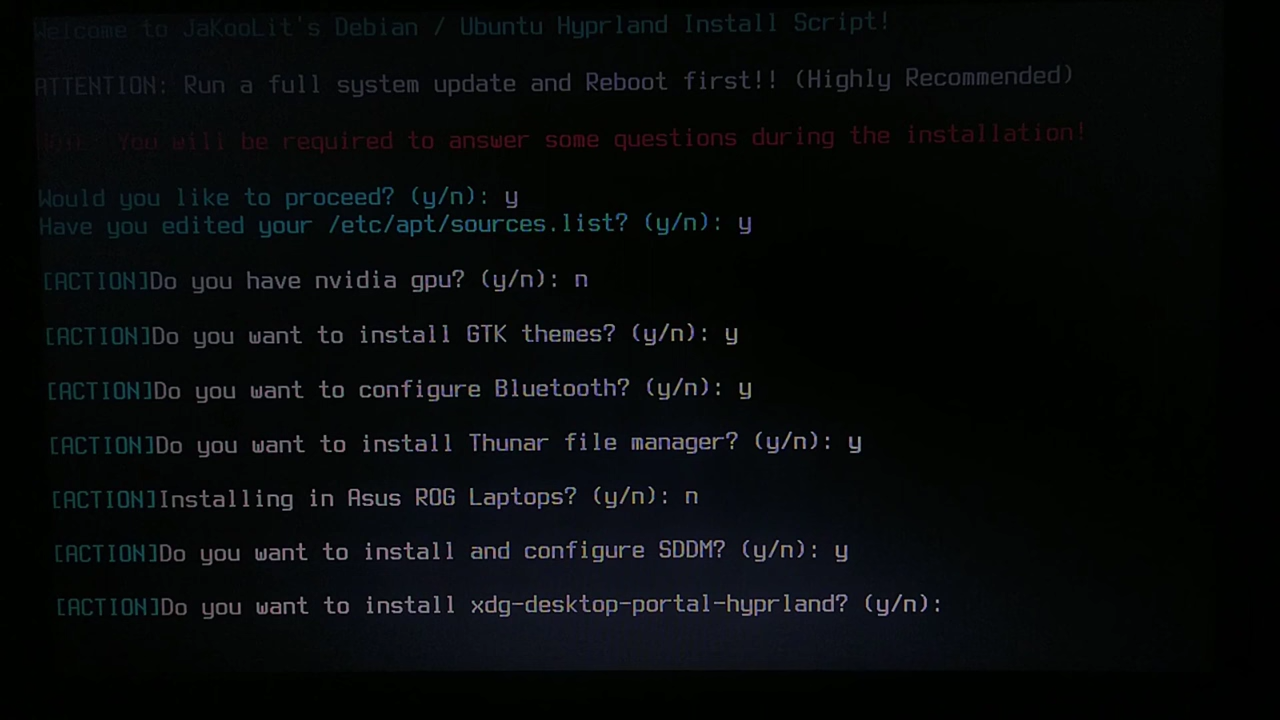 Welcome to JaKooLit's Debian / Ubuntu Hyprland Install Script!
ATTENTION: Run a full system update and Reboot first!! (Highly Recommended)
NOTE: You will be required to answer some questions during the installation!
Would you like to proceed? (y/n): y
Have you edited your /etc/apt/sources.list? (y/n): y
[ACTION]Do you have nvidia gpu? (y/n): n
[ACTION]Do you want to install GTK themes? (y/n): y
[ACTION]Do you want to configure Bluetooth? (y/n): y
[ACTION]Do you want to install Thunar file manager? (y/n): y
[ACTION]Installing in Asus ROG Laptops? (y/n): n
[ACTION]Do you want to install and configure SDDM? (y/n): y
[ACTION]Do you want to install xdg-desktop-portal-hyprland? (y/n):